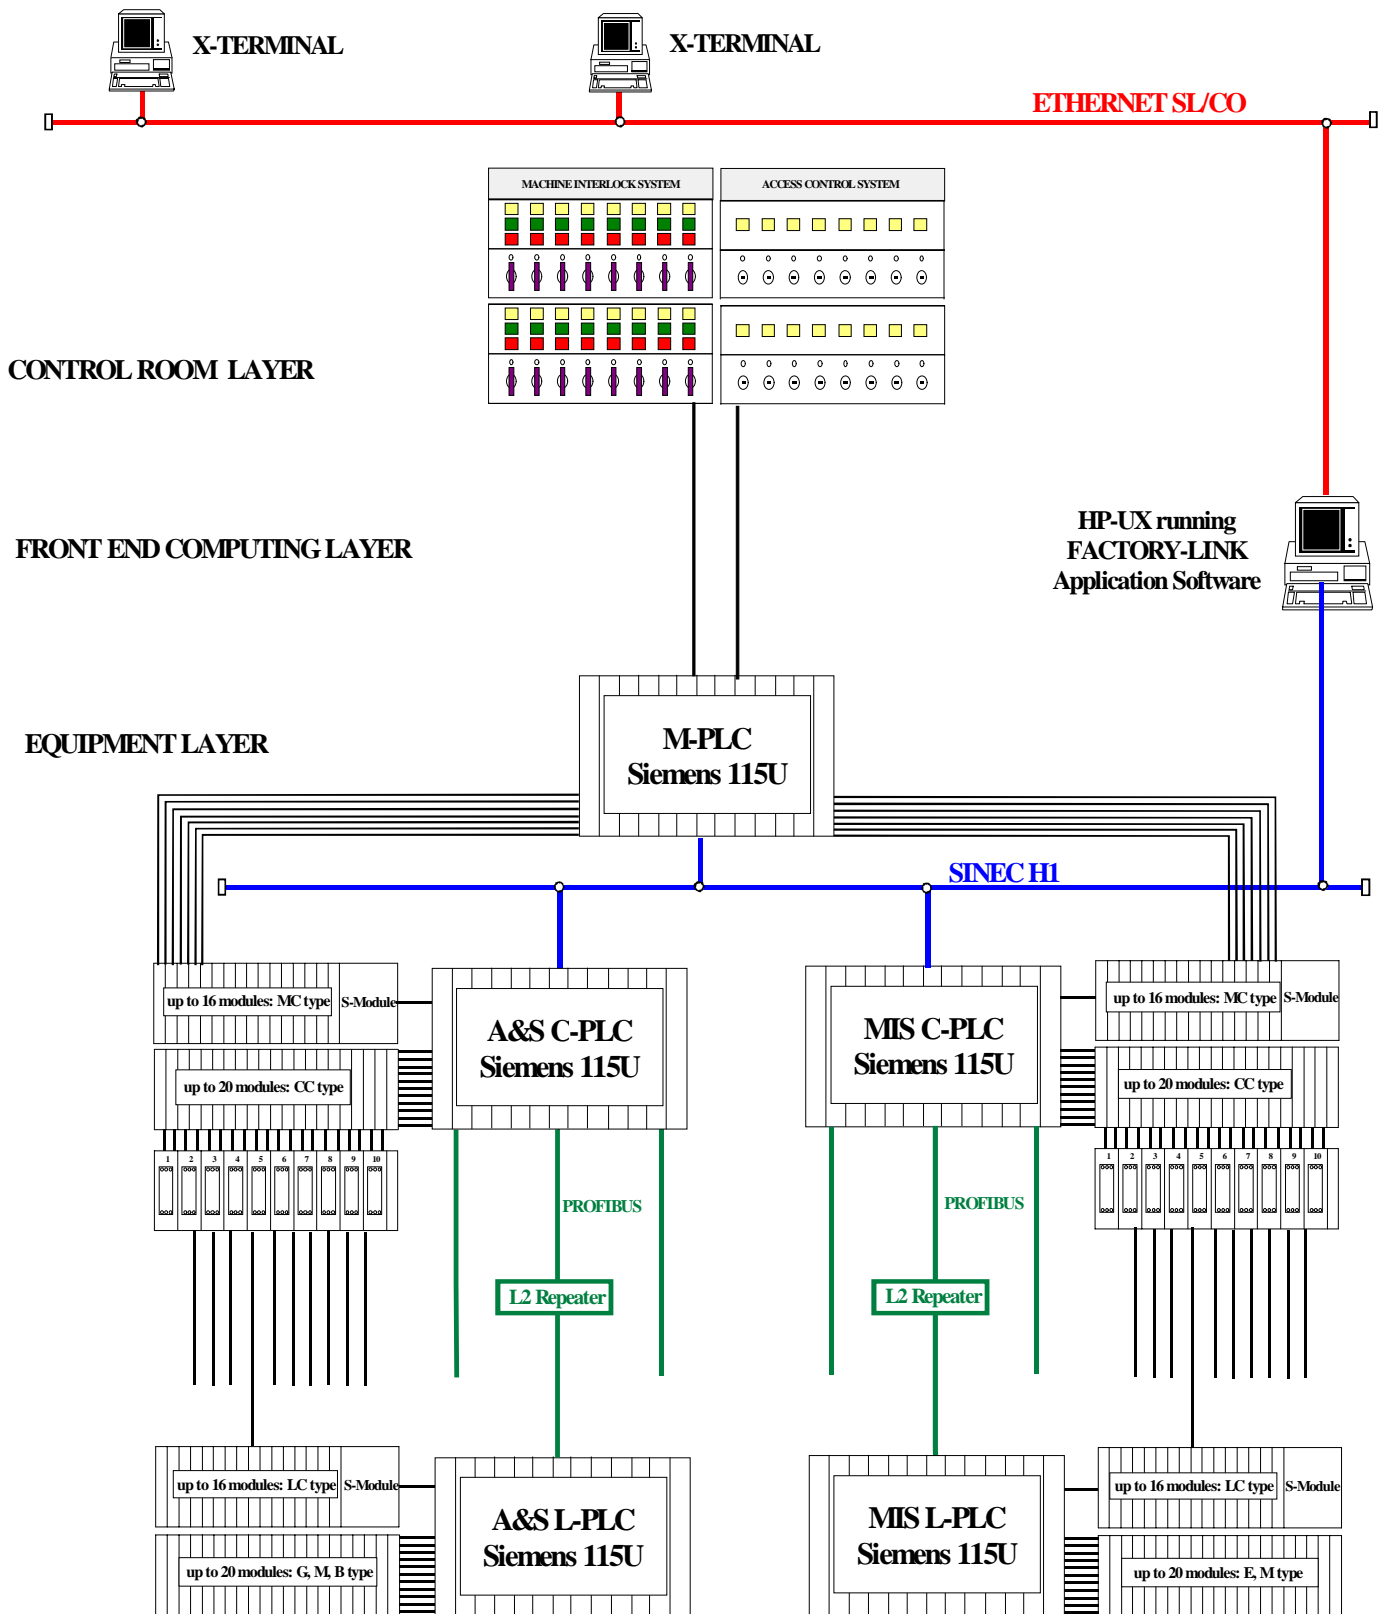 X-TERMINAL
X-TERMINAL
ETHERNET SL/CO
MACHINE INTERLOCK SYSTEM
ACCESS CONTROL SYSTEM
CONTROL ROOM LAYER
HP-UX running
FACTORY-LINK
Application Software
FRONT END COMPUTING LAYER
M-PLC
Siemens 115U
EQUIPMENT LAYER
SINEC H1
up to 16 modules: MC type
S-Module
A&S C-PLC
Siemens 115U
MIS C-PLC
Siemens 115U
up to 16 modules: MC type
S-Module
up to 20 modules: CC type
up to 20 modules: CC type
1 2 3 4 5 6 7 8 9 10
1 2 3 4 5 6 7 8 9 10
PROFIBUS
PROFIBUS
L2 Repeater
L2 Repeater
up to 16 modules: LC type
S-Module
A&S L-PLC
Siemens 115U
MIS L-PLC
Siemens 115U
up to 16 modules: LC type
S-Module
up to 20 modules: G, M, B type
up to 20 modules: E, M type